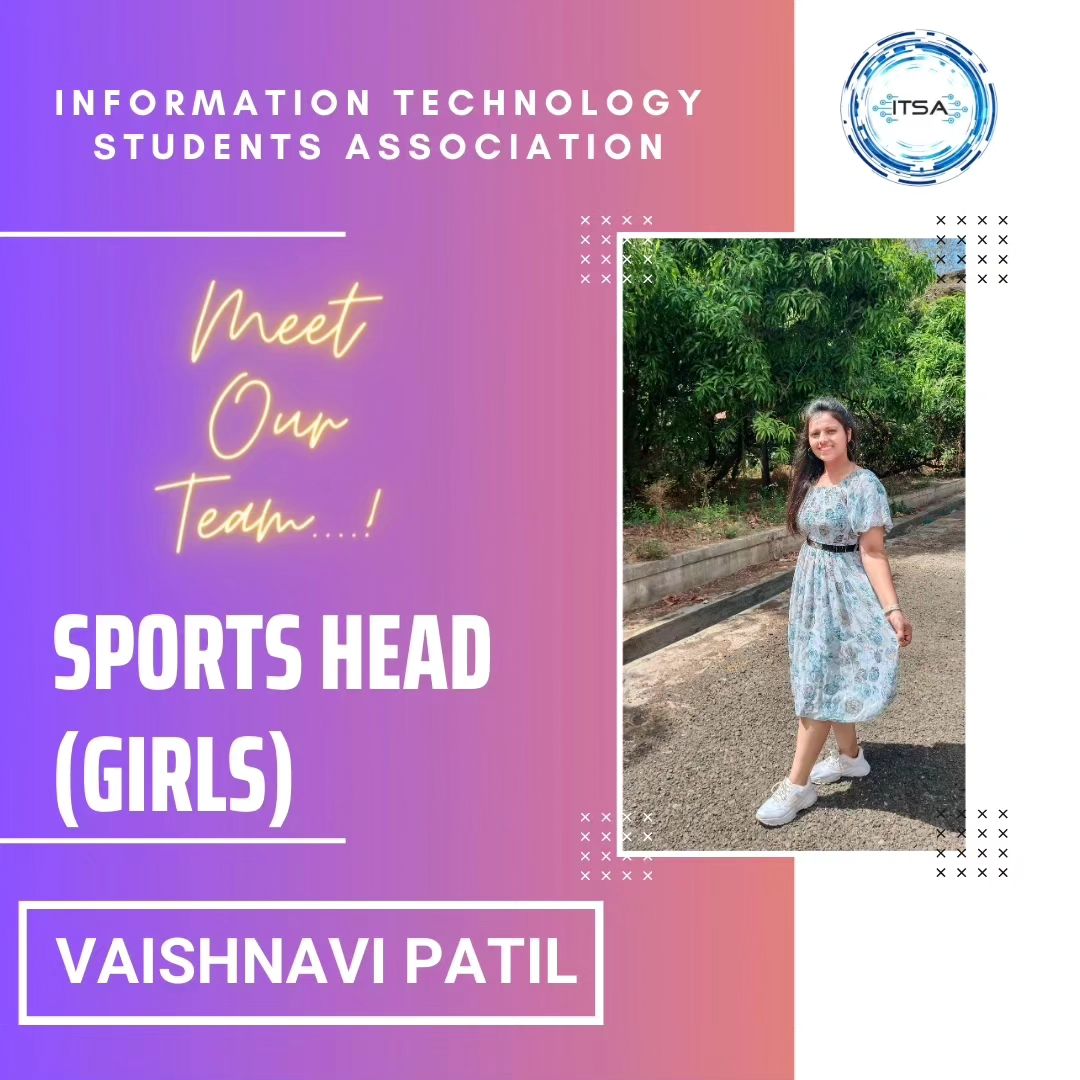 INFORMATION TECHNOLOGY
STUDENTS ASSOCIATION
ITSA
Meet
Our
Team....!
SPORTS HEAD
(GIRLS)
VAISHNAVI PATIL